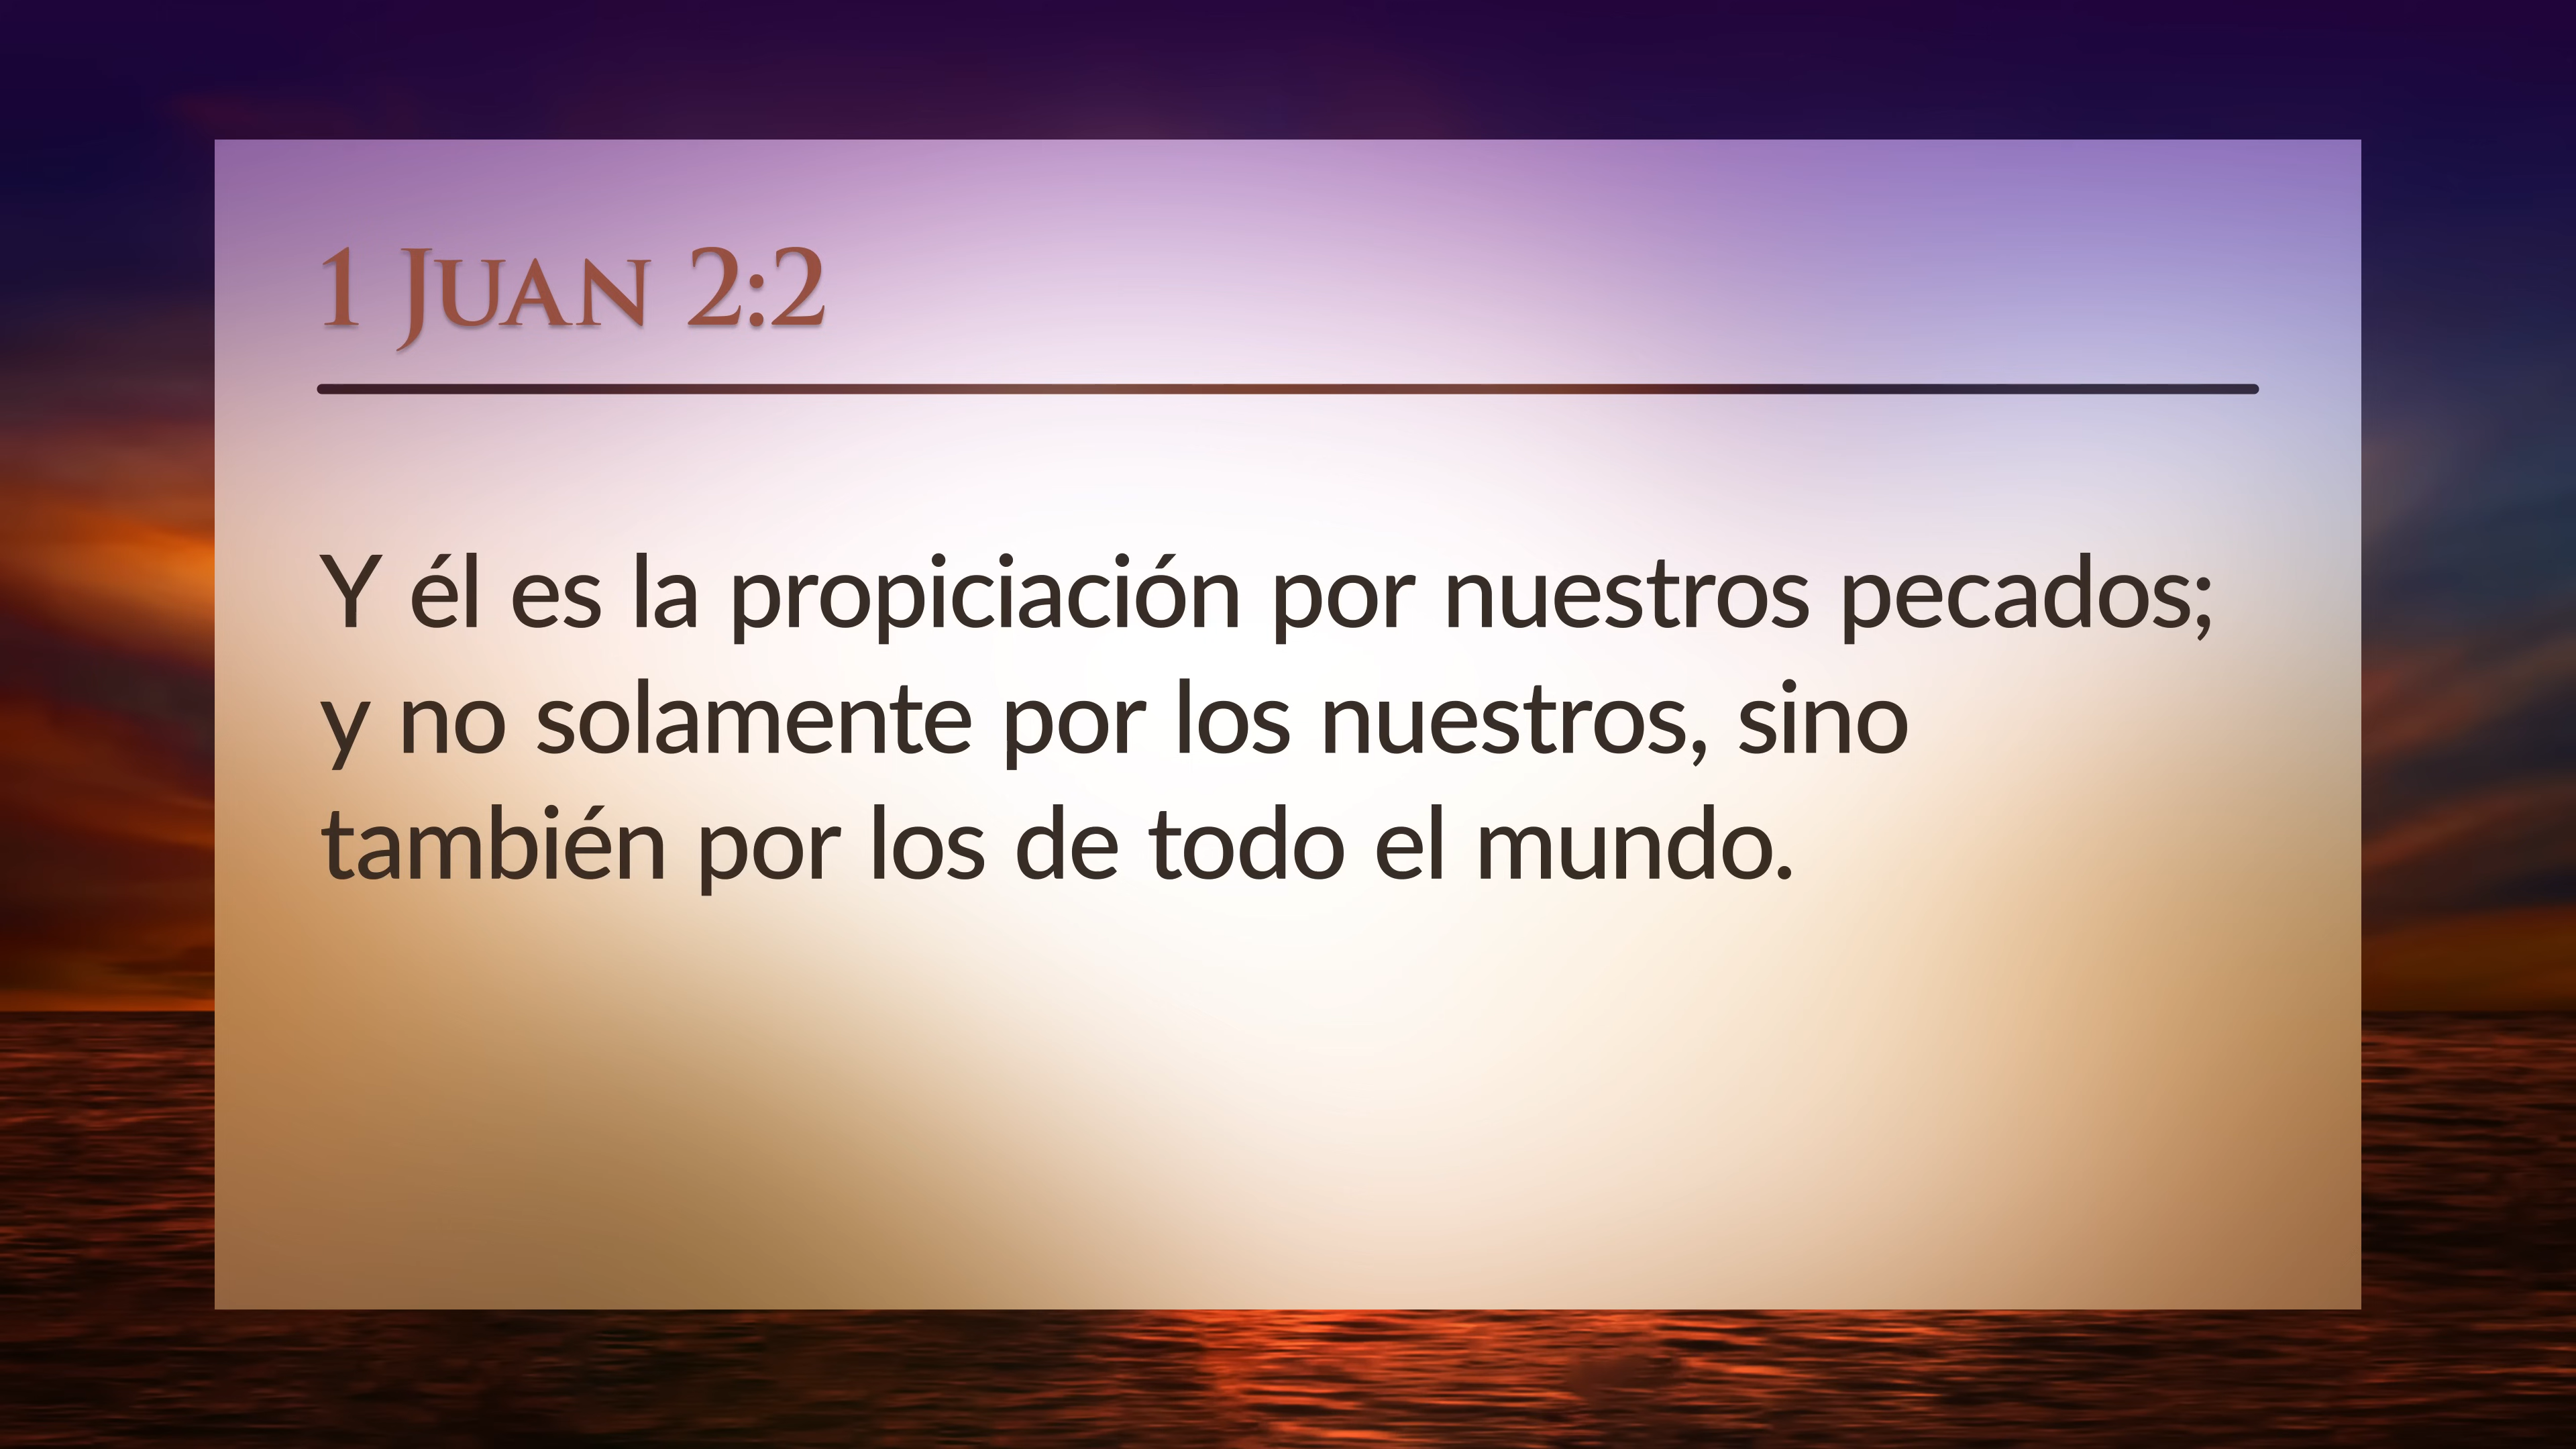 1 Juan 2:2
Y él es la propiciación por nuestros pecados;
y no solamente por los nuestros, sino
también por los de todo el mundo.